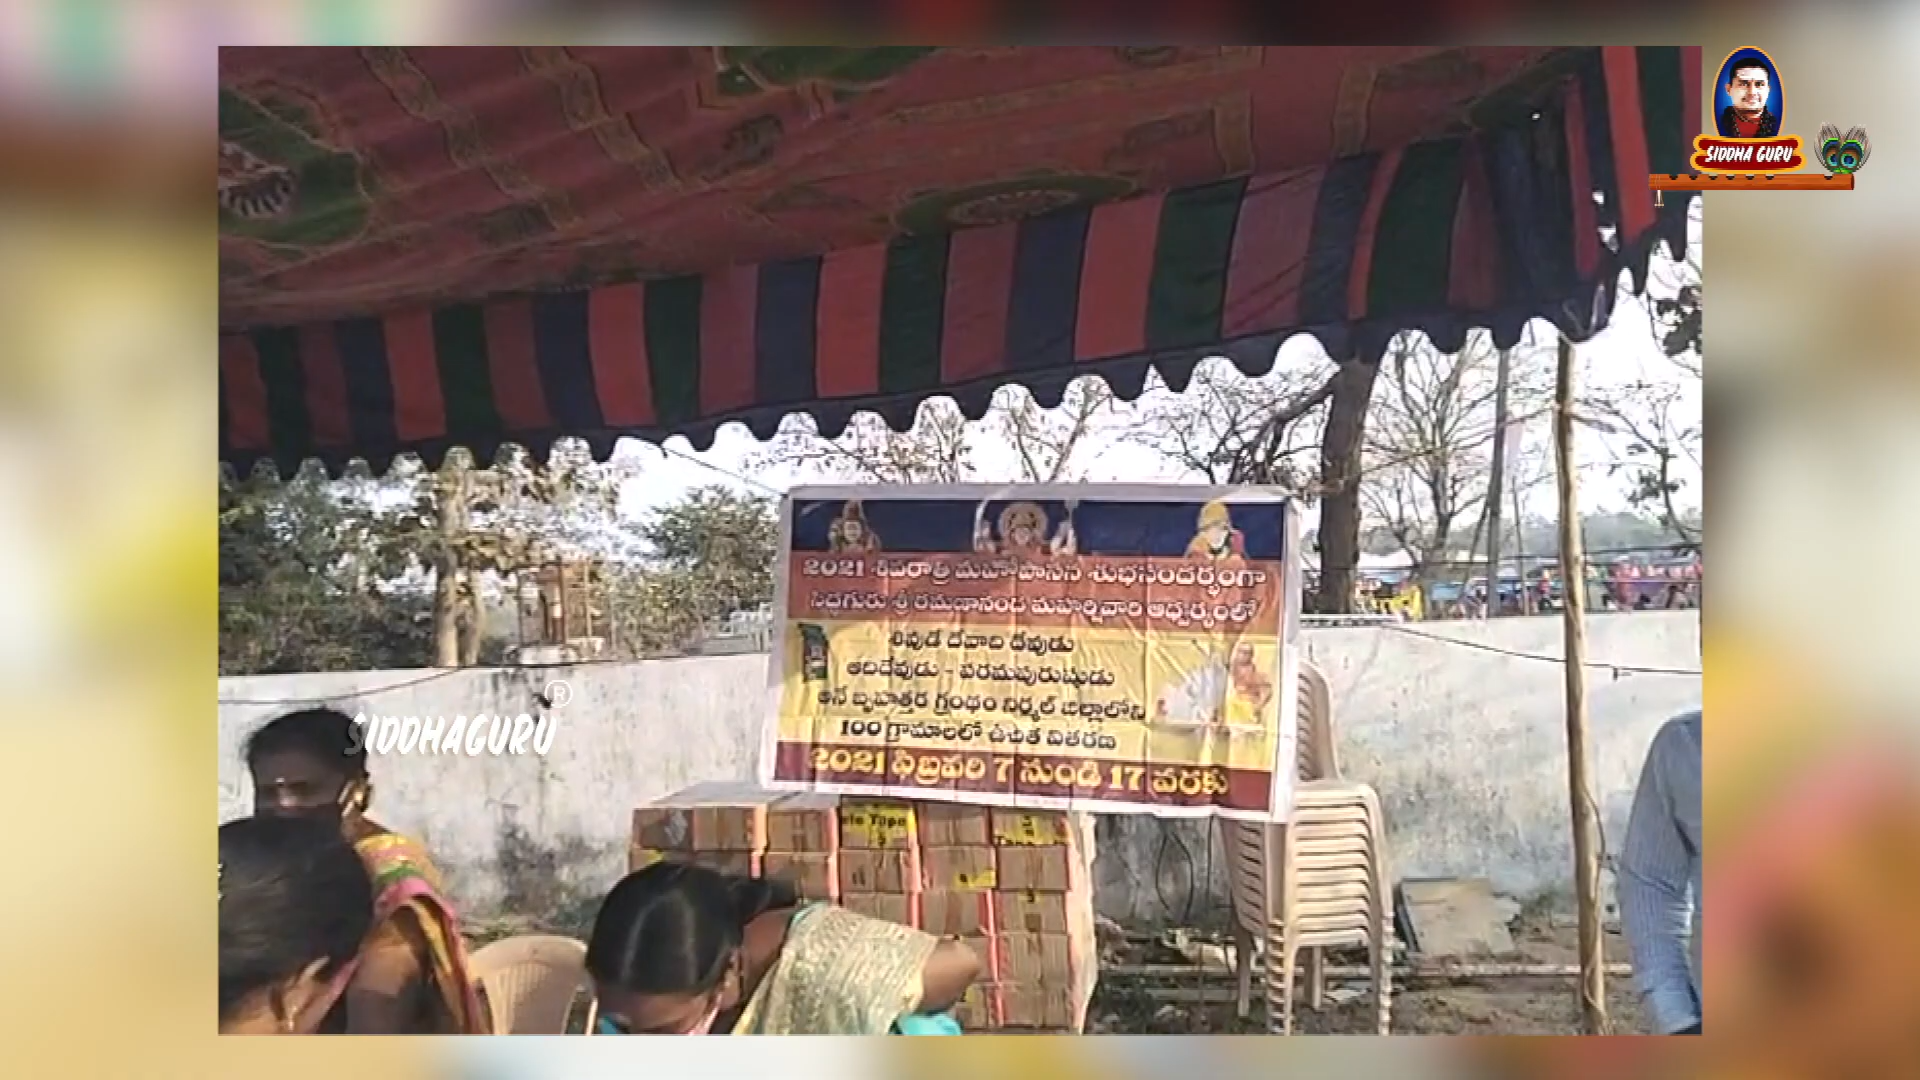 SIDDHA GURU
2021 శివరాత్రి మహోపాసన శుభసందర్భంగా
సిద్ధగురు శ్రీ రమణానంద మహర్షివారి ఆధ్వర్యంలో
శివుడే దేవాది దేవుడు
ఆదిదేవుడు - పరమపురుషుడు
అనే బృహత్తర గ్రంథం నిర్మల్ జిల్లాలోని
100 గ్రామాలలో ఉచిత వితరణ
2021 ఫిబ్రవరి 7 నుండి 17 వరకు
SIDDHAGURU®